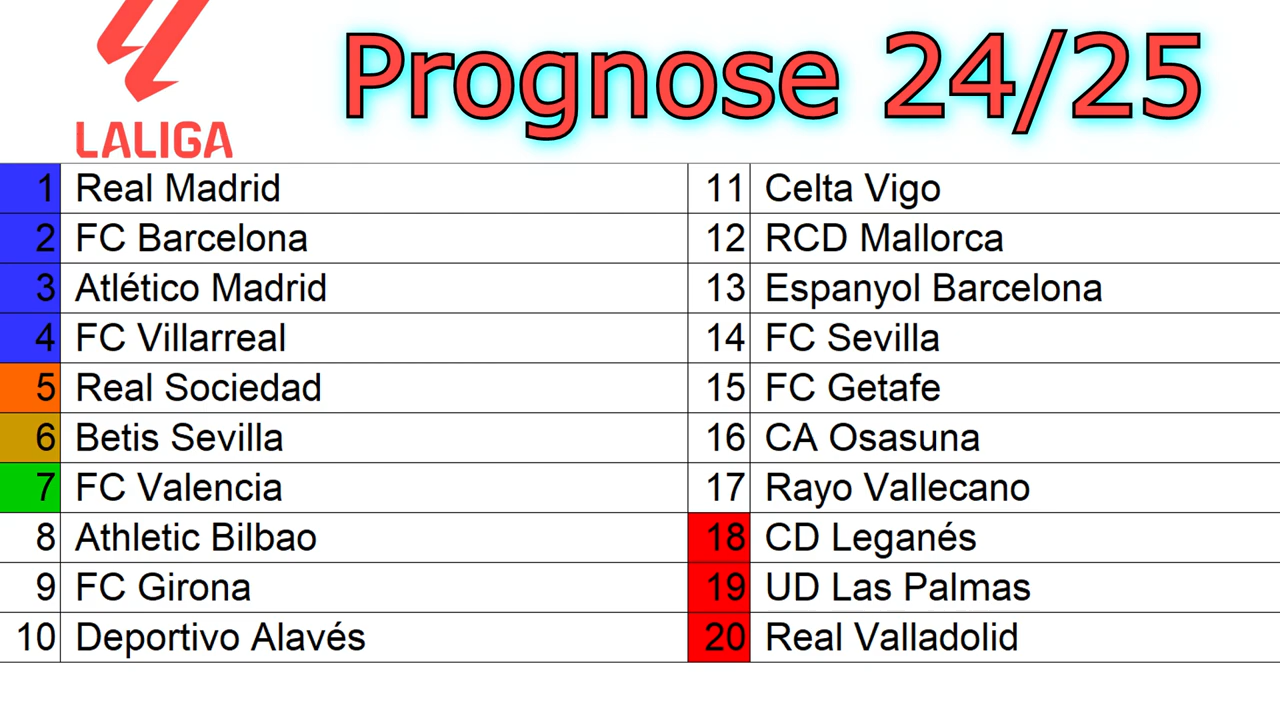 LALIGA
Prognose 24/25
1 Real Madrid
2 FC Barcelona
3 Atlético Madrid
4 FC Villarreal
5 Real Sociedad
6 Betis Sevilla
7 FC Valencia
8 Athletic Bilbao
9 FC Girona
10 Deportivo Alavés
11 Celta Vigo
12 RCD Mallorca
13 Espanyol Barcelona
14 FC Sevilla
15 FC Getafe
16 CA Osasuna
17 Rayo Vallecano
18 CD Leganés
19 UD Las Palmas
20 Real Valladolid